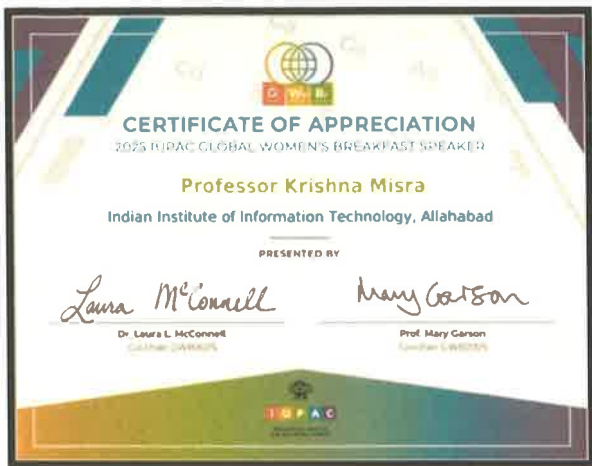 G W B
CERTIFICATE OF APPRECIATION
2025 IUPAC GLOBAL WOMEN'S BREAKFAST SPEAKER
Professor Krishna Misra
Indian Institute of Information Technology, Allahabad
PRESENTED BY
Laura McConnell
Mary Garson
Dr. Laura L. McConnell
Prof. Mary Garson
IUPAC